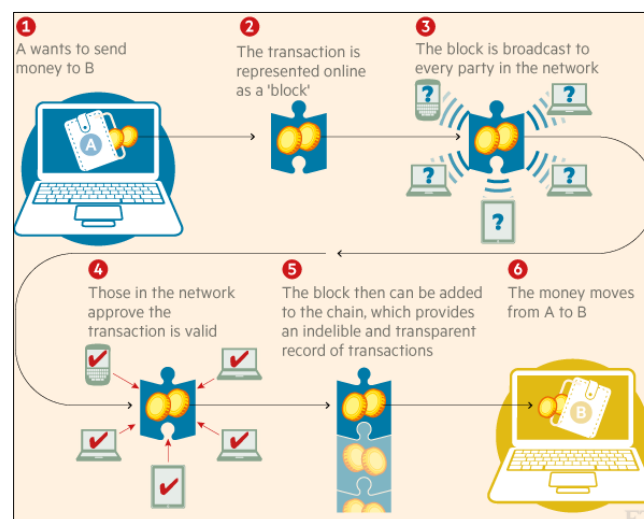 1
A wants to send
money to B
A
2
The transaction is
represented online
as a 'block'
3
The block is broadcast to
every party in the network
?
?
?
?
?
4
Those in the network
approve the
transaction is valid
5
The block then can be added
to the chain, which provides
an indelible and transparent
record of transactions
6
The money moves
from A to B
B